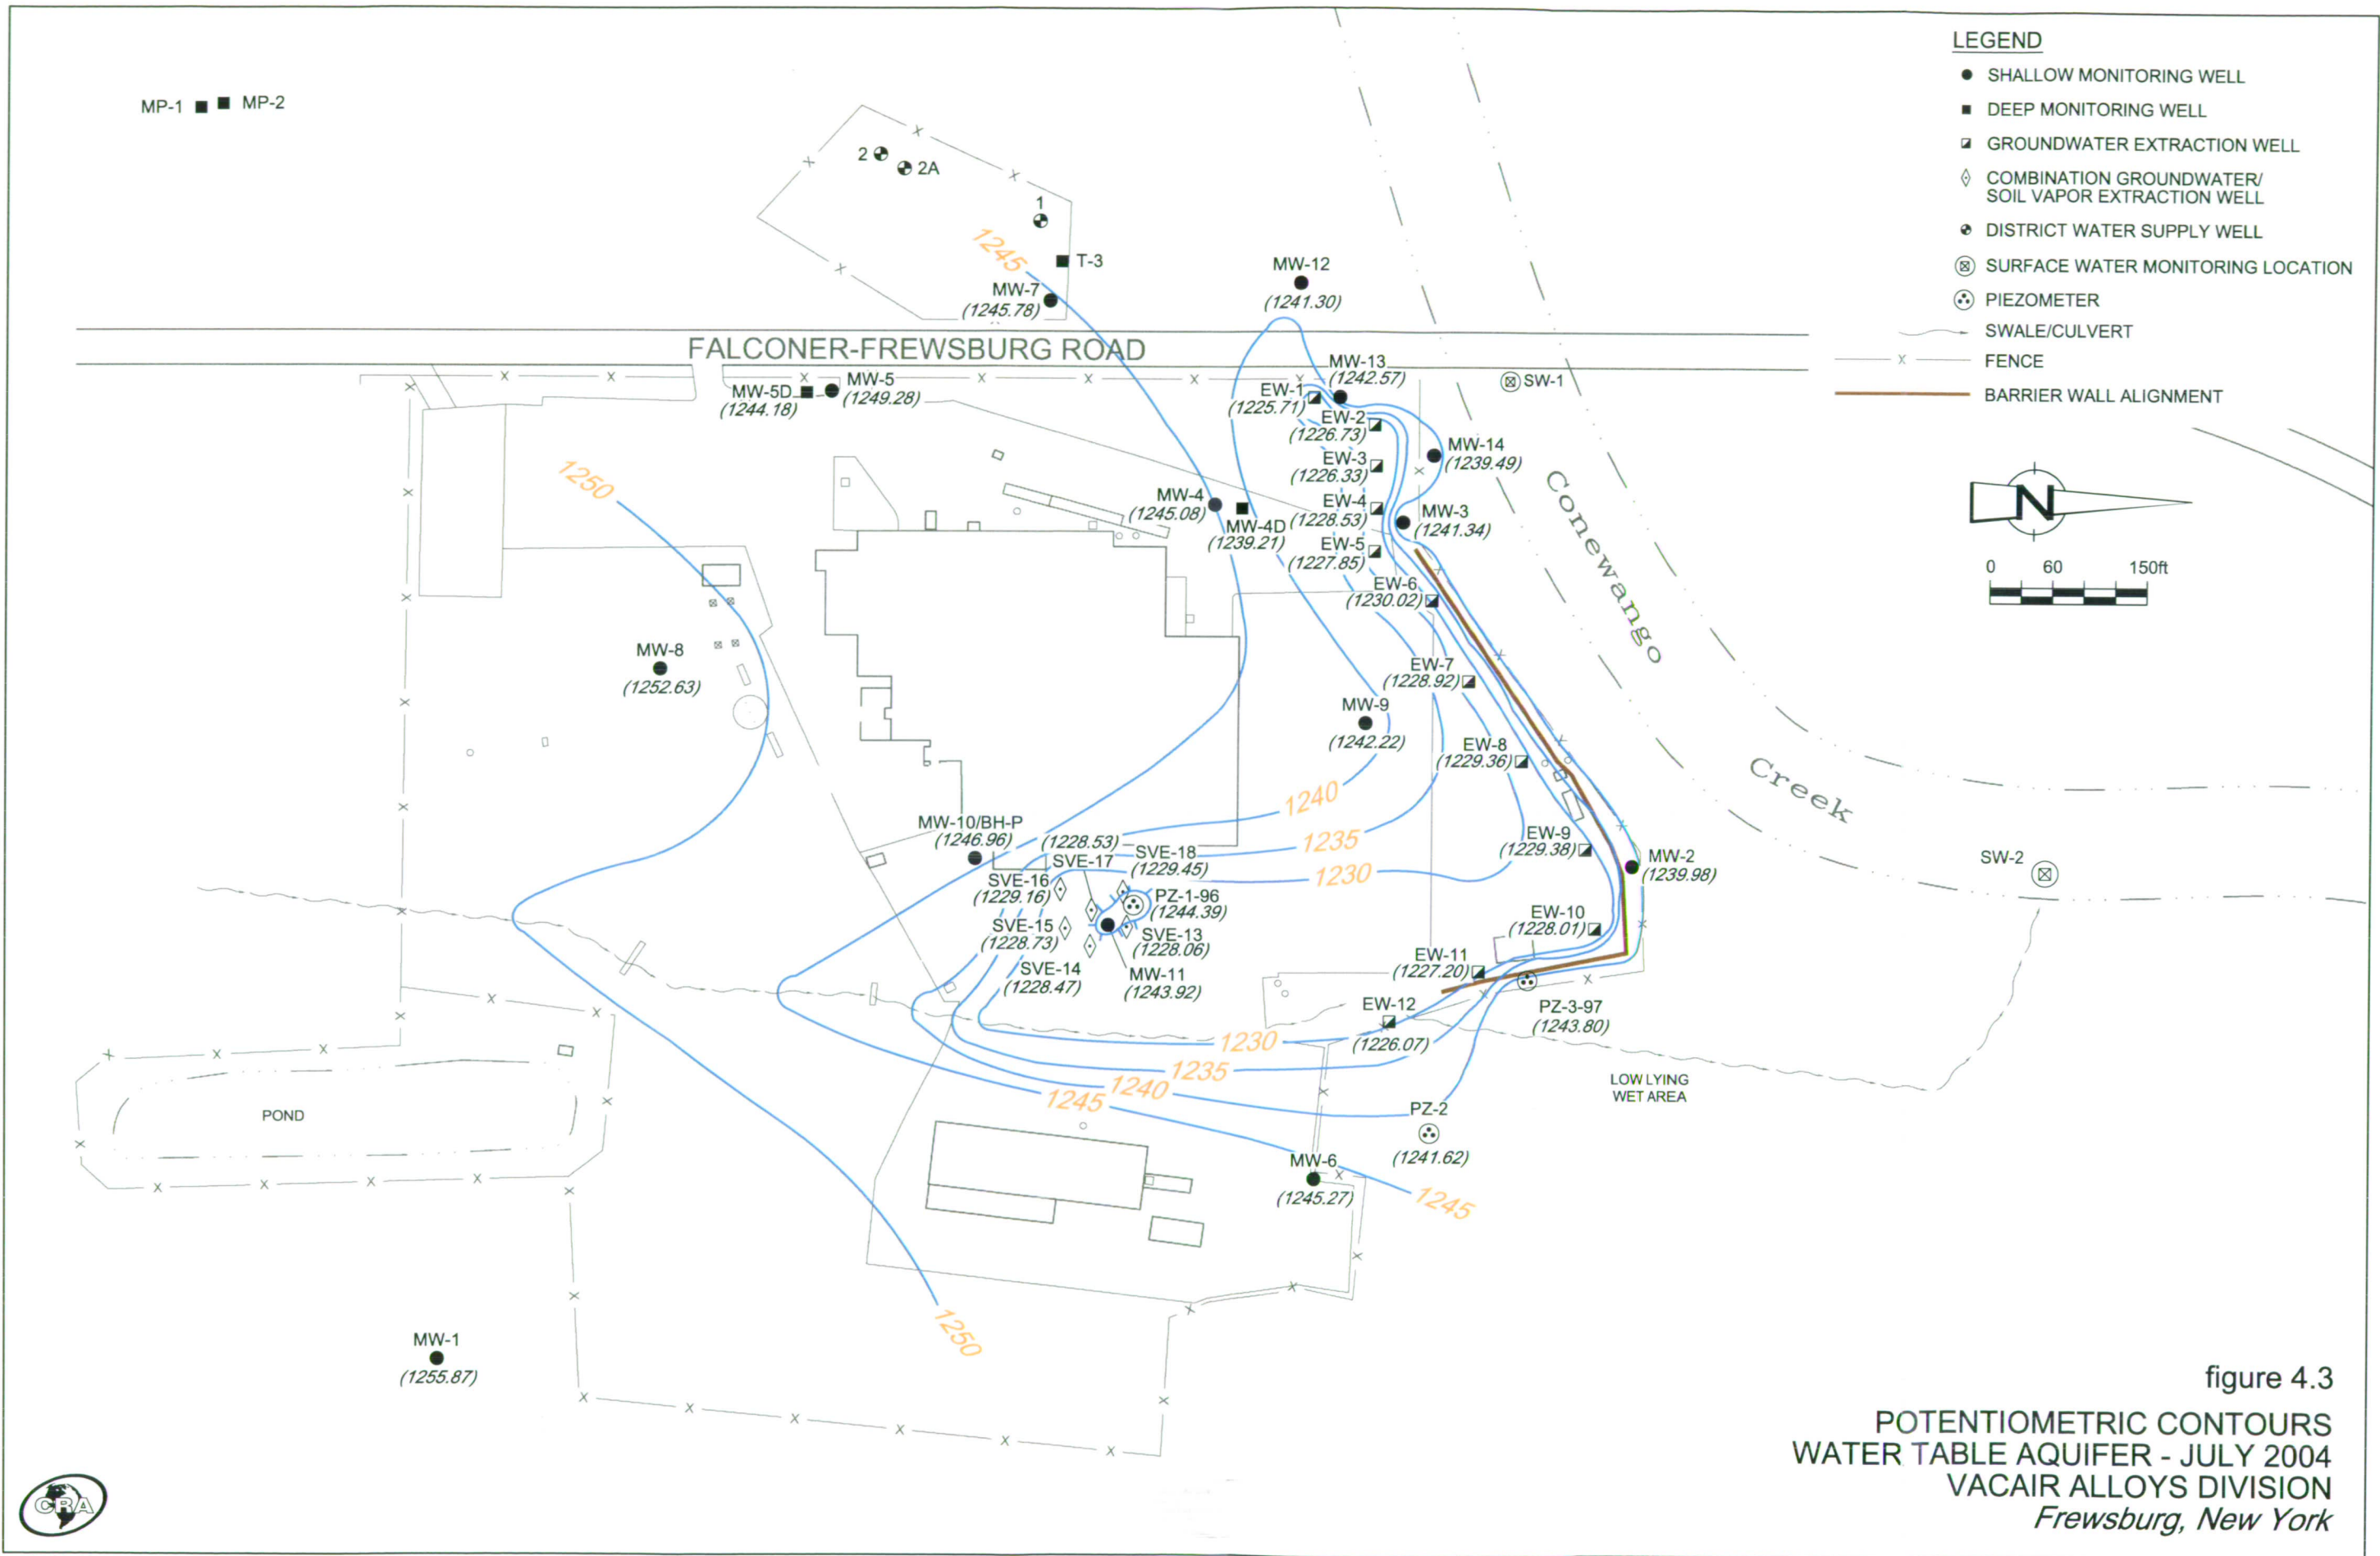 LEGEND
SHALLOW MONITORING WELL
DEEP MONITORING WELL
GROUNDWATER EXTRACTION WELL
COMBINATION GROUNDWATER/
SOIL VAPOR EXTRACTION WELL
DISTRICT WATER SUPPLY WELL
SURFACE WATER MONITORING LOCATION
PIEZOMETER
SWALE/CULVERT
FENCE
BARRIER WALL ALIGNMENT
N
0 60 150ft
MP-1 MP-2
2
2A
1
T-3
1245
MW-7
(1245.78)
MW-12
(1241.30)
FALCONER-FREWSBURG ROAD
MW-5D
(1244.18)
MW-5
(1249.28)
MW-13
(1242.57)
EW-1
(1225.71)
EW-2
(1226.73)
EW-3
(1226.33)
EW-4
(1228.53)
EW-5
(1227.85)
EW-6
(1230.02)
EW-7
(1228.92)
EW-8
(1229.36)
EW-9
(1229.38)
EW-10
(1228.01)
EW-11
(1227.20)
EW-12
(1226.07)
SW-1
MW-14
(1239.49)
MW-3
(1241.34)
MW-4
(1245.08)
MW-4D
(1239.21)
Conewango
Creek
1250
MW-8
(1252.63)
MW-9
(1242.22)
1240
1235
1230
MW-10/BH-P
(1246.96)
(1228.53)
SVE-17
SVE-18
(1229.45)
SVE-16
(1229.16)
PZ-1-96
(1244.39)
SVE-15
(1228.73)
SVE-13
(1228.06)
SVE-14
(1228.47)
MW-11
(1243.92)
MW-2
(1239.98)
SW-2
PZ-3-97
(1243.80)
LOW LYING
WET AREA
1230
1235
1240
1245
PZ-2
(1241.62)
MW-6
(1245.27)
1245
POND
1250
MW-1
(1255.87)
CRA
figure 4.3
POTENTIOMETRIC CONTOURS
WATER TABLE AQUIFER - JULY 2004
VACAIR ALLOYS DIVISION
Frewsburg, New York